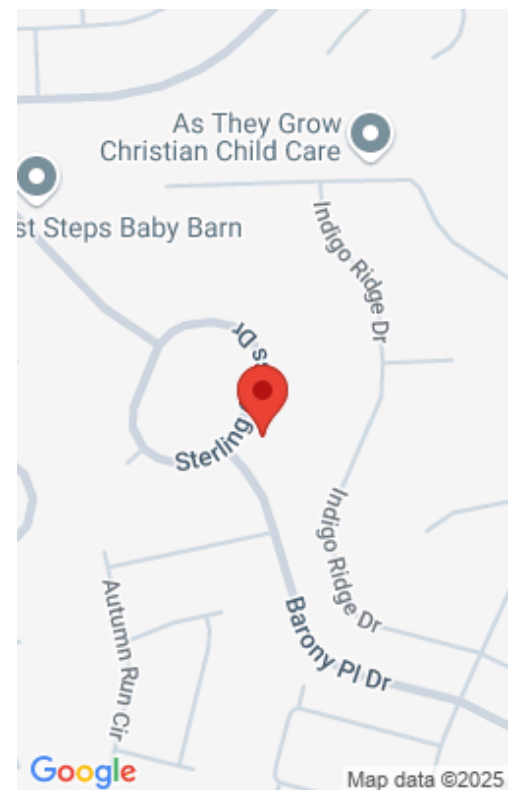 As They Grow
Christian Child Care
st Steps Baby Barn
Indigo Ridge Dr
s Dr
Sterling
Indigo Ridge Dr
Barony Pl Dr
Autumn Run Cir
Google
Map data ©2025